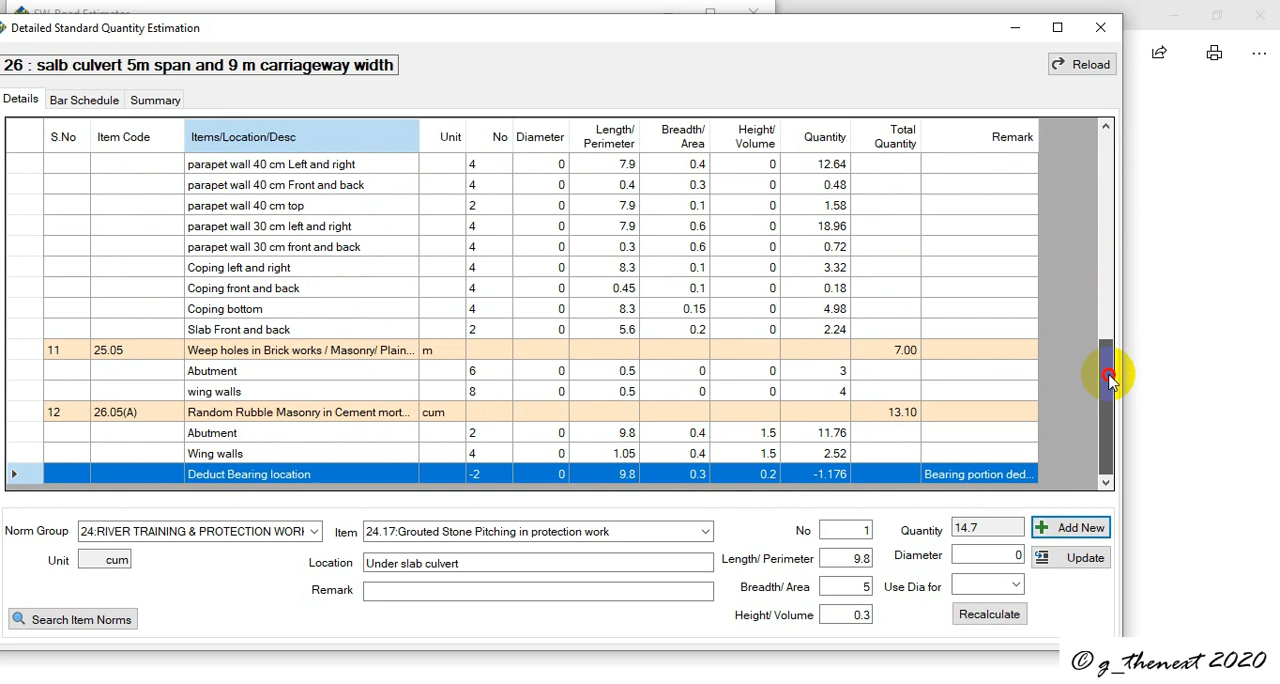 SW Road Estimator
Detailed Standard Quantity Estimation
26 : salb culvert 5m span and 9 m carriageway width
Reload
Details Bar Schedule Summary
S.No Item Code Items/Location/Desc Unit No Diameter Length/ Perimeter Breadth/ Area Height/ Volume Quantity Total Quantity Remark
parapet wall 40 cm Left and right 4 0 7.9 0.4 0 12.64
parapet wall 40 cm Front and back 4 0 0.4 0.3 0 0.48
parapet wall 40 cm top 2 0 7.9 0.1 0 1.58
parapet wall 30 cm left and right 4 0 7.9 0.6 0 18.96
parapet wall 30 cm front and back 4 0 0.3 0.6 0 0.72
Coping left and right 4 0 8.3 0.1 0 3.32
Coping front and back 4 0 0.45 0.1 0 0.18
Coping bottom 4 0 8.3 0.15 0 4.98
Slab Front and back 2 0 5.6 0.2 0 2.24
11 25.05 Weep holes in Brick works / Masonry/ Plain... m 7.00
Abutment 6 0 0.5 0 0 3
wing walls 8 0 0.5 0 0 4
12 26.05(A) Random Rubble Masonry in Cement mort... cum 13.10
Abutment 2 0 9.8 0.4 1.5 11.76
Wing walls 4 0 1.05 0.4 1.5 2.52
Deduct Bearing location -2 0 9.8 0.3 0.2 -1.176 Bearing portion ded...
Norm Group 24:RIVER TRAINING & PROTECTION WORK Item 24.17:Grouted Stone Pitching in protection work No 1 Quantity 14.7 Add New
Unit cum Location Under slab culvert Length/ Perimeter 9.8 Diameter 0 Update
Remark Breadth/ Area 5 Use Dia for
Search Item Norms Height/ Volume 0.3 Recalculate
© g_thenext 2020